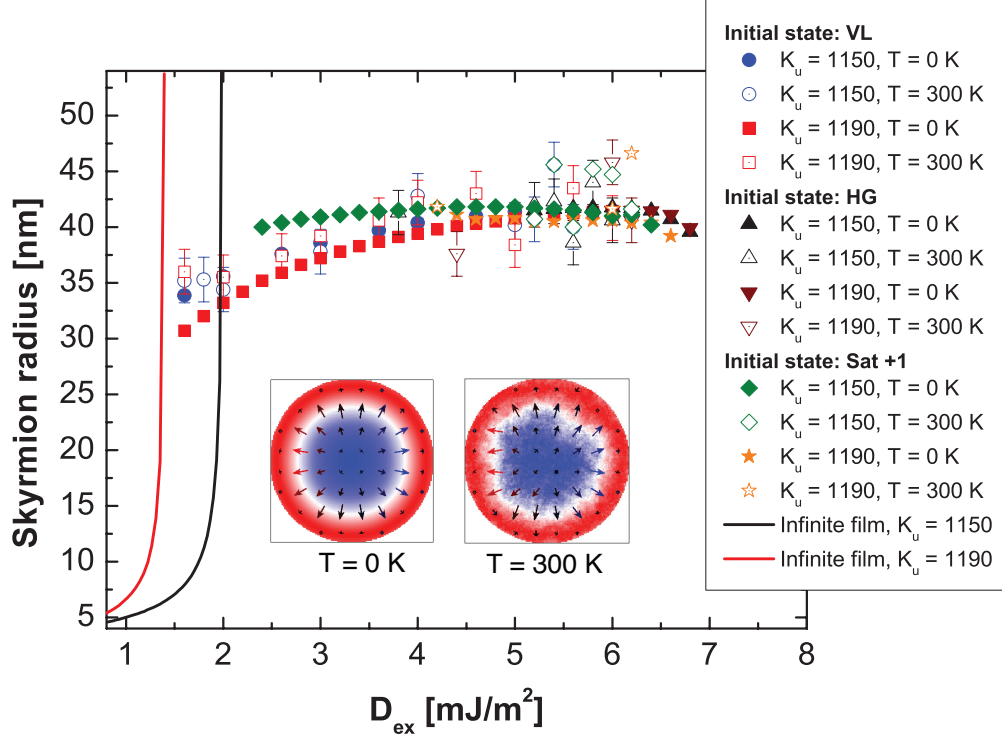 Skyrmion radius [nm]
50
45
40
35
30
25
20
15
10
5
1 2 3 4 5 6 7 8
D_ex [mJ/m²]
T = 0 K
T = 300 K
Initial state: VL
K_u = 1150, T = 0 K
K_u = 1150, T = 300 K
K_u = 1190, T = 0 K
K_u = 1190, T = 300 K
Initial state: HG
K_u = 1150, T = 0 K
K_u = 1150, T = 300 K
K_u = 1190, T = 0 K
K_u = 1190, T = 300 K
Initial state: Sat +1
K_u = 1150, T = 0 K
K_u = 1150, T = 300 K
K_u = 1190, T = 0 K
K_u = 1190, T = 300 K
Infinite film, K_u = 1150
Infinite film, K_u = 1190